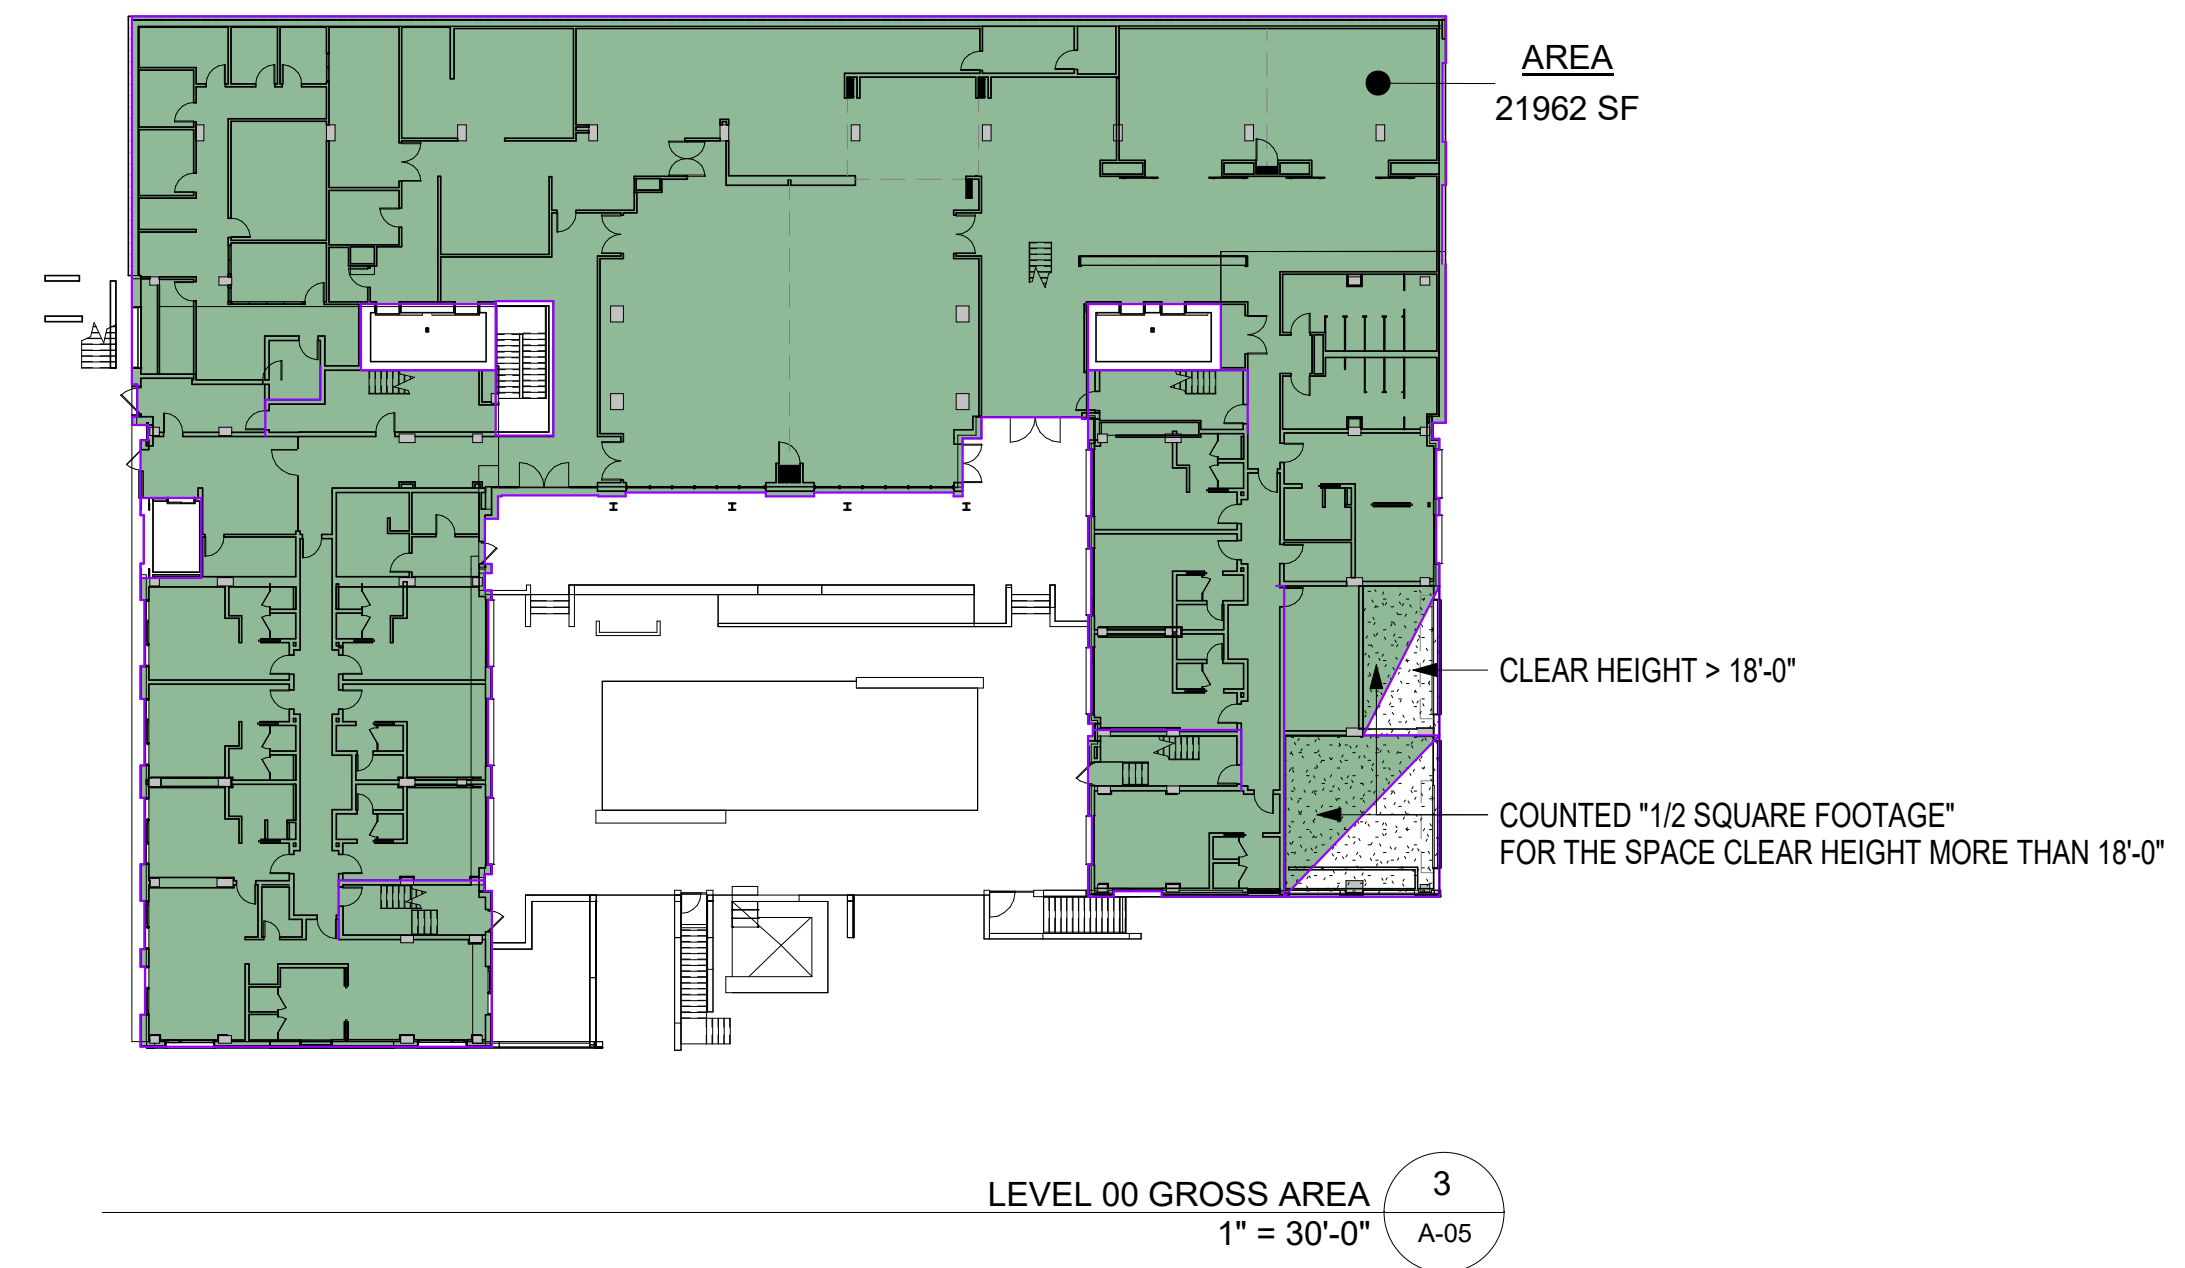 AREA
21962 SF
CLEAR HEIGHT > 18'-0"
COUNTED "1/2 SQUARE FOOTAGE"
FOR THE SPACE CLEAR HEIGHT MORE THAN 18'-0"
LEVEL 00 GROSS AREA
1" = 30'-0"
3
A-05